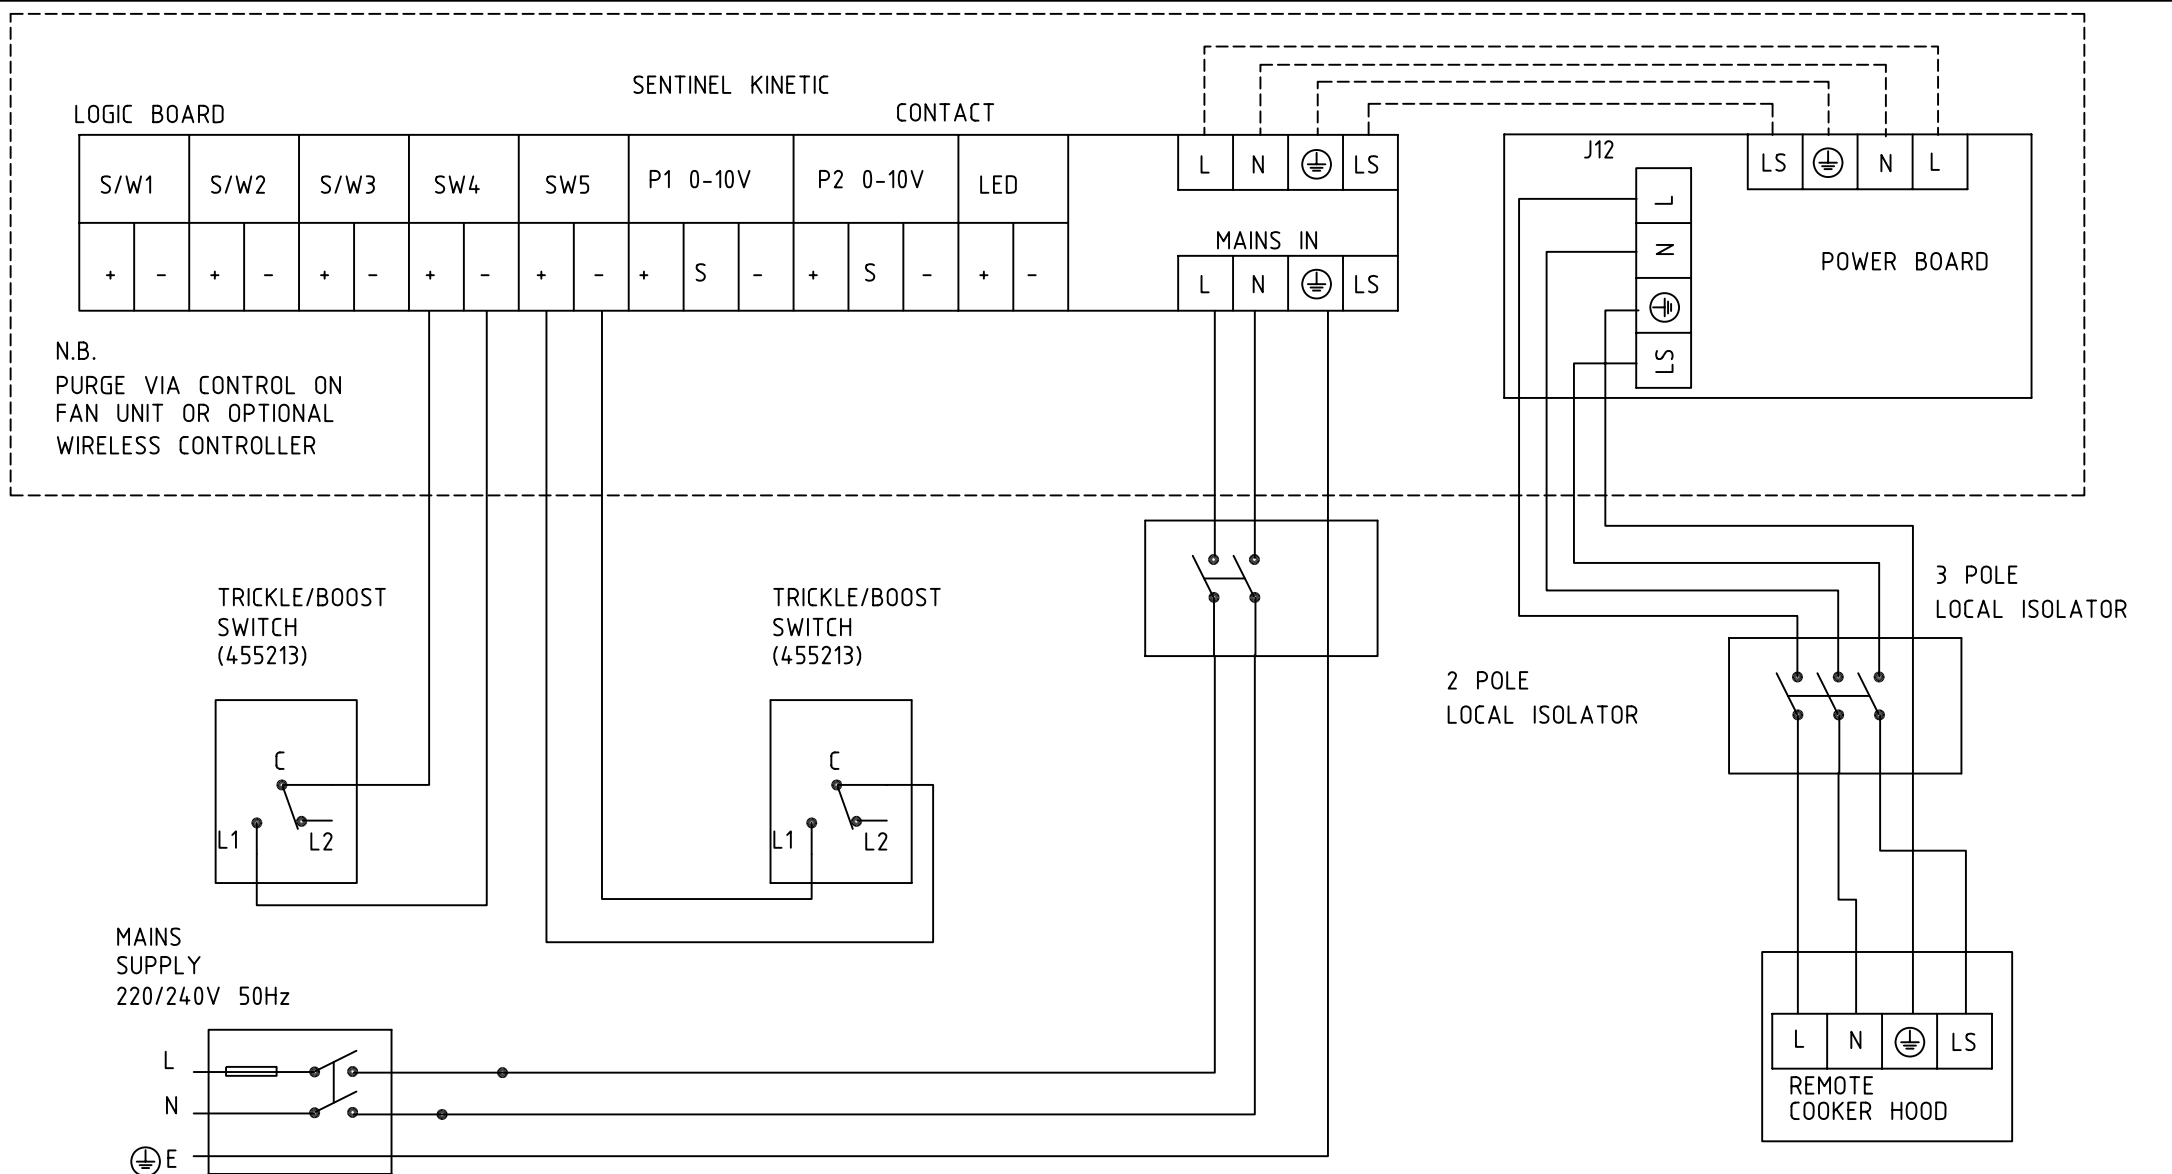 SENTINEL KINETIC
LOGIC BOARD
CONTACT
S/W1 S/W2 S/W3 SW4 SW5 P1 0-10V P2 0-10V LED
+ - + - + - + - + - + S - + S - + -
L N LS
MAINS IN
L N LS
J12
LS N L
L
N
LS
POWER BOARD
N.B.
PURGE VIA CONTROL ON
FAN UNIT OR OPTIONAL
WIRELESS CONTROLLER
TRICKLE/BOOST
SWITCH
(455213)
C
L1
L2
TRICKLE/BOOST
SWITCH
(455213)
C
L1
L2
2 POLE
LOCAL ISOLATOR
3 POLE
LOCAL ISOLATOR
MAINS
SUPPLY
220/240V 50Hz
L
N
E
L N LS
REMOTE
COOKER HOOD